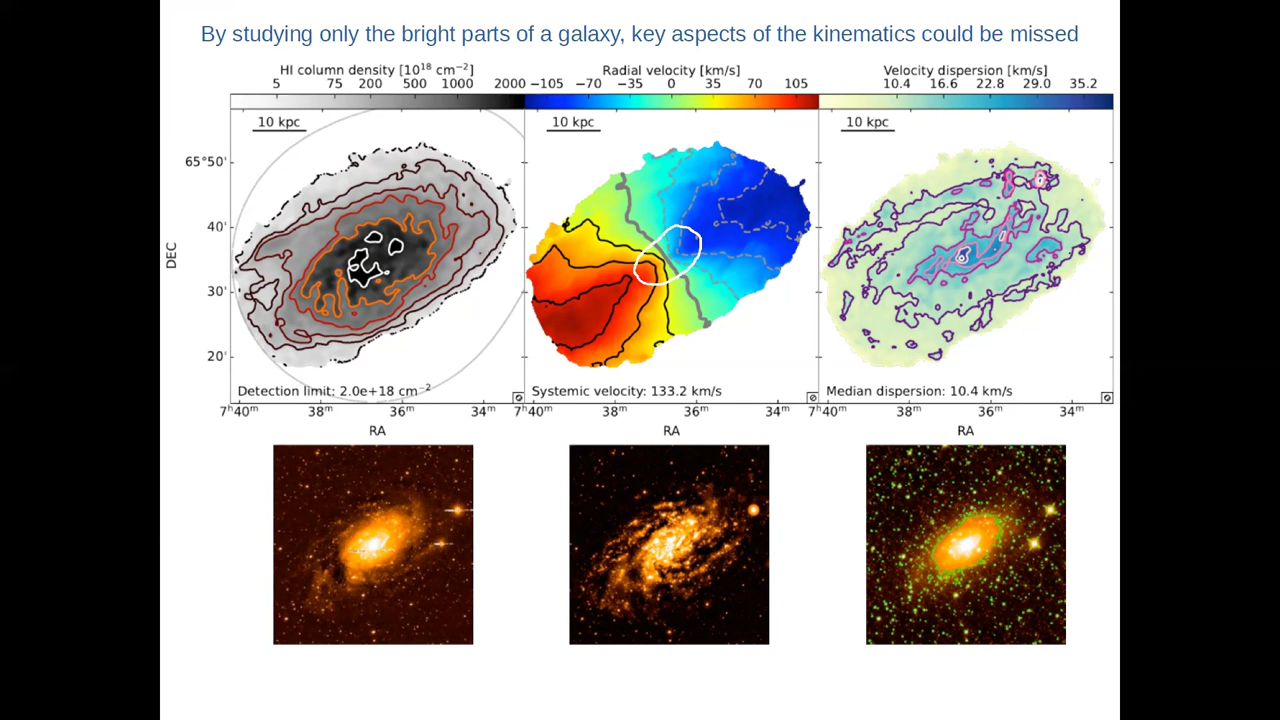 By studying only the bright parts of a galaxy, key aspects of the kinematics could be missed
HI column density [10¹⁸ cm⁻²]
5 75 200 500 1000 2000
Radial velocity [km/s]
−105 −70 −35 0 35 70 105
Velocity dispersion [km/s]
10.4 16.6 22.8 29.0 35.2
10 kpc
10 kpc
10 kpc
DEC
65°50'
40'
30'
20'
Detection limit: 2.0e+18 cm⁻²
Systemic velocity: 133.2 km/s
Median dispersion: 10.4 km/s
7ʰ40ᵐ 38ᵐ 36ᵐ 34ᵐ
7ʰ40ᵐ 38ᵐ 36ᵐ 34ᵐ
7ʰ40ᵐ 38ᵐ 36ᵐ 34ᵐ
RA
RA
RA